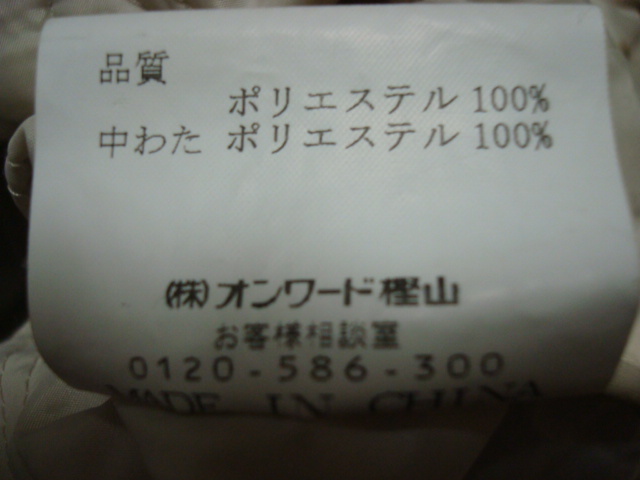 品質
ポリエステル 100%
中わた ポリエステル 100%
(株)オンワード樫山
お客様相談室
0120-586-300
MADE IN CHINA